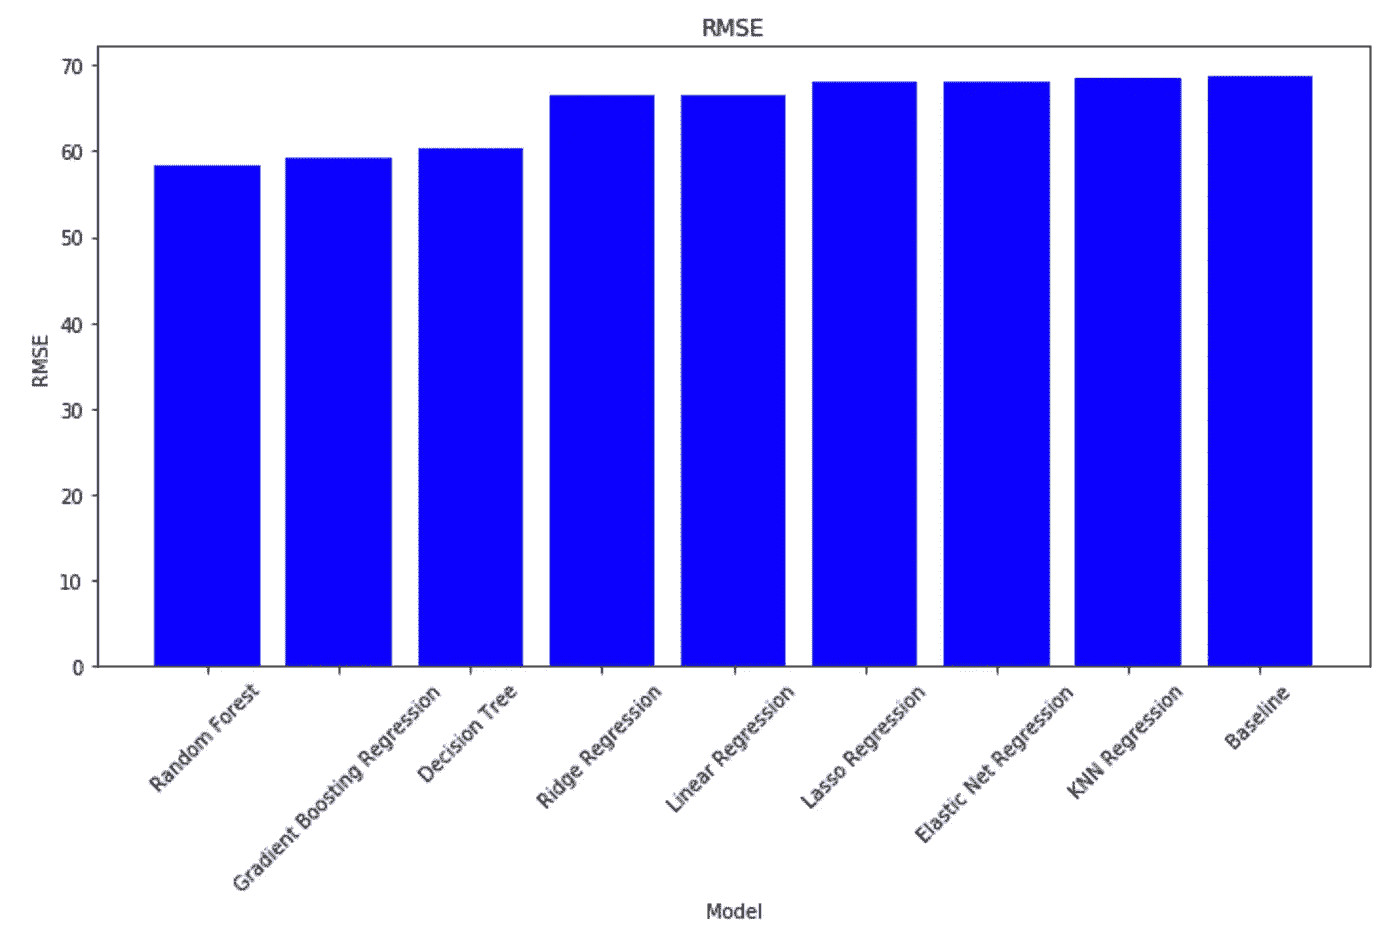 RMSE
70
60
50
40
30
20
10
0
RMSE
Random Forest
Gradient Boosting Regression
Decision Tree
Ridge Regression
Linear Regression
Lasso Regression
Elastic Net Regression
KNN Regression
Baseline
Model